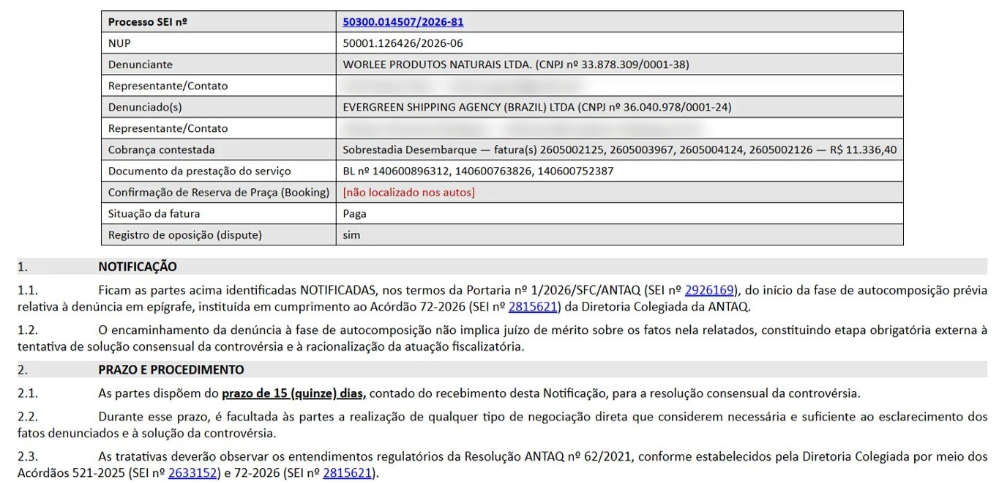 Processo SEI nº 50300.014507/2026-81
NUP 50001.126426/2026-06
Denunciante WORLEE PRODUTOS NATURAIS LTDA. (CNPJ nº 33.878.309/0001-38)
Representante/Contato
Denunciado(s) EVERGREEN SHIPPING AGENCY (BRAZIL) LTDA (CNPJ nº 36.040.978/0001-24)
Representante/Contato
Cobrança contestada Sobrestadia Desembarque — fatura(s) 2605002125, 2605003967, 2605004124, 2605002126 — R$ 11.336,40
Documento da prestação do serviço BL nº 140600896312, 140600763826, 140600752387
Confirmação de Reserva de Praça (Booking) [não localizado nos autos]
Situação da fatura Paga
Registro de oposição (dispute) sim
1. NOTIFICAÇÃO
1.1. Ficam as partes acima identificadas NOTIFICADAS, nos termos da Portaria nº 1/2026/SFC/ANTAQ (SEI nº 2926169), do início da fase de autocomposição prévia
relativa à denúncia em epígrafe, instituída em cumprimento ao Acórdão 72-2026 (SEI nº 2815621) da Diretoria Colegiada da ANTAQ.
1.2. O encaminhamento da denúncia à fase de autocomposição não implica juízo de mérito sobre os fatos nela relatados, constituindo etapa obrigatória externa à
tentativa de solução consensual da controvérsia e à racionalização da atuação fiscalizatória.
2. PRAZO E PROCEDIMENTO
2.1. As partes dispõem do prazo de 15 (quinze) dias, contado do recebimento desta Notificação, para a resolução consensual da controvérsia.
2.2. Durante esse prazo, é facultada às partes a realização de qualquer tipo de negociação direta que considerem necessária e suficiente ao esclarecimento dos
fatos denunciados e à solução da controvérsia.
2.3. As tratativas deverão observar os entendimentos regulatórios da Resolução ANTAQ nº 62/2021, conforme estabelecidos pela Diretoria Colegiada por meio dos
Acórdãos 521-2025 (SEI nº 2633152) e 72-2026 (SEI nº 2815621).